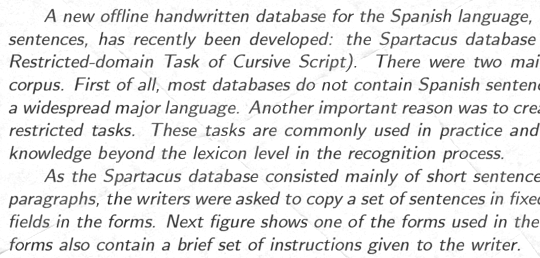 A new offline handwritten database for the Spanish language,
sentences, has recently been developed: the Spartacus database
Restricted-domain Task of Cursive Script). There were two
corpus. First of all, most databases do not contain Spanish
a widespread major language. Another important reason was to
restricted tasks. These tasks are commonly used in practice and
knowledge beyond the lexicon level in the recognition process.
As the Spartacus database consisted mainly of short
paragraphs, the writers were asked to copy a set of sentences in
fields in the forms. Next figure shows one of the forms used in the
forms also contain a brief set of instructions given to the writer.